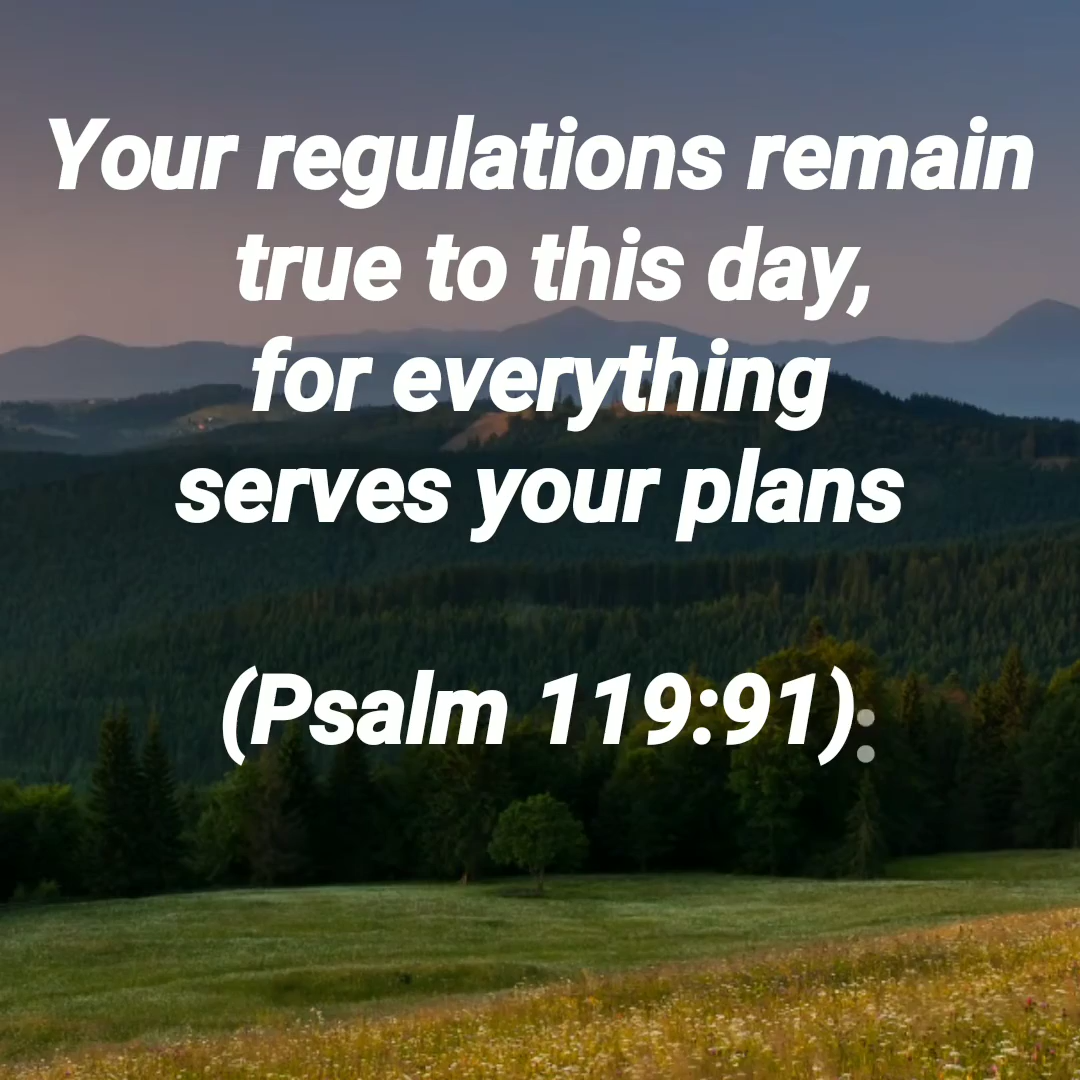 Your regulations remain
true to this day,
for everything
serves your plans
(Psalm 119:91):